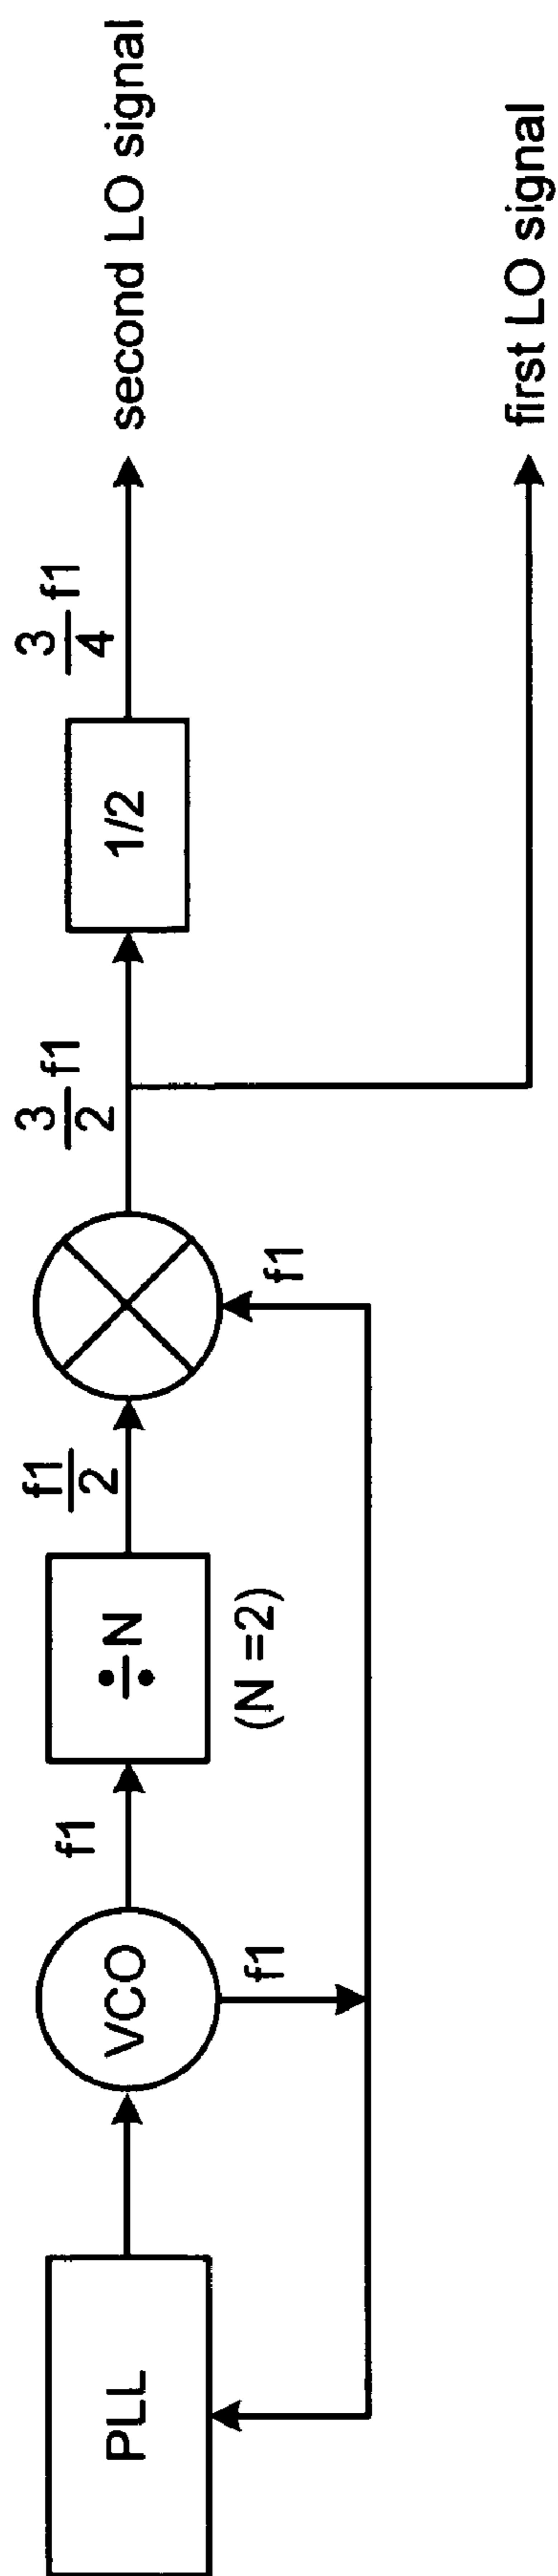 PLL
VCO
f1
f1
÷N
(N =2)
f1
2
f1
3
2
f1
1/2
3
4
f1
second LO signal
first LO signal